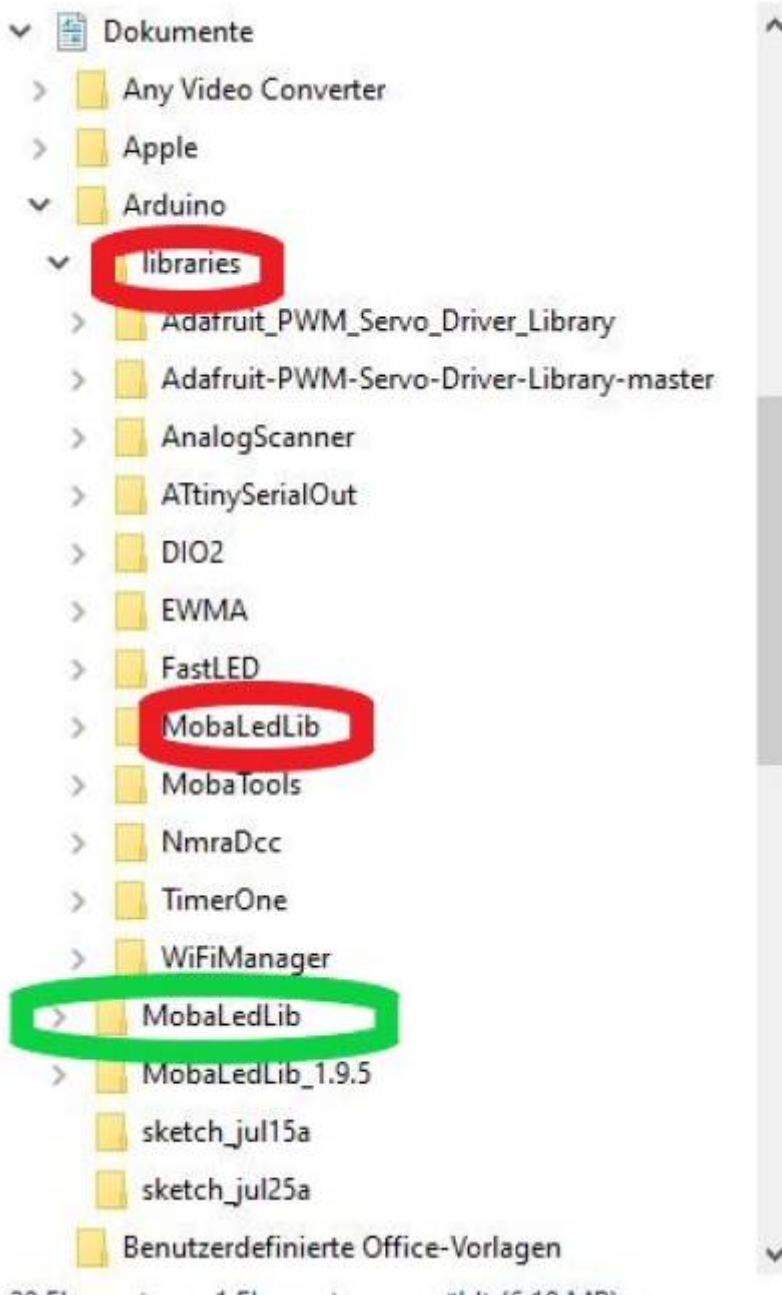 Dokumente
Any Video Converter
Apple
Arduino
libraries
Adafruit_PWM_Servo_Driver_Library
Adafruit-PWM-Servo-Driver-Library-master
AnalogScanner
ATtinySerialOut
DIO2
EWMA
FastLED
MobaLedLib
MobaTools
NmraDcc
TimerOne
WiFiManager
MobaLedLib
MobaLedLib_1.9.5
sketch_jul15a
sketch_jul25a
Benutzerdefinierte Office-Vorlagen